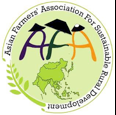 Asian Farmers' Association For Sustainable Rural Development
AFA